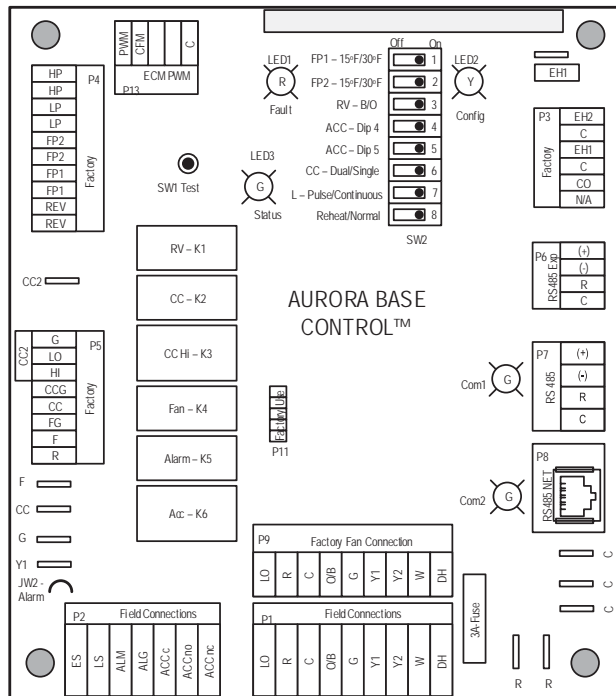 PWM
CFM
C
ECM PWM
P13
P4
HP
HP
LP
LP
FP2
FP2
FP1
FP1
REV
REV
Factory
LED1
R
Fault
Off On
FP1 – 15ºF/30ºF 1
FP2 – 15ºF/30ºF 2
RV – B/O 3
ACC – Dip 4 4
ACC – Dip 5 5
CC – Dual/Single 6
L – Pulse/Continuous 7
Reheat/Normal 8
SW2
LED2
Y
Config
EH1
P3
EH2
C
EH1
C
CO
N/A
Factory
SW1 Test
LED3
G
Status
RV – K1
CC – K2
CC Hi – K3
Fan – K4
Alarm – K5
Acc – K6
AURORA BASE
CONTROL™
CC2
CC2
P5
G
LO
HI
CCG
CC
FG
F
R
Factory
P6
RS485 Exp
(+)
(-)
R
C
P7
RS 485
(+)
(-)
R
C
Com1
G
Factory Use
P11
P8
RS485 NET
Com2
G
F
CC
G
Y1
JW2 -
Alarm
P9
Factory Fan Connection
LO R C O/B G Y1 Y2 W DH
P2
Field Connections
ES LS ALM ALG ACC c ACC no ACC nc
P1
Field Connections
LO R C O/B G Y1 Y2 W DH
3A-Fuse
C
C
C
R R